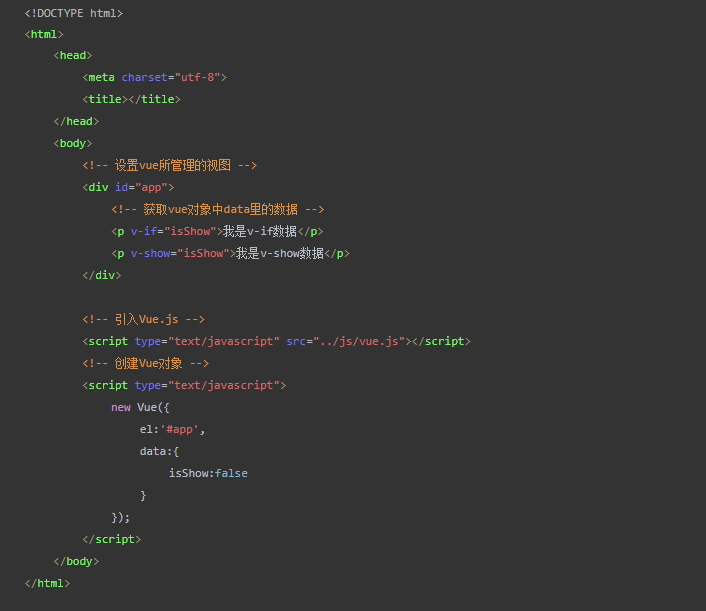 <!DOCTYPE html>
<html>
    <head>
        <meta charset="utf-8">
        <title></title>
    </head>
    <body>
        <!-- 设置vue所管理的视图 -->
        <div id="app">
            <!-- 获取vue对象中data里的数据 -->
            <p v-if="isShow">我是v-if数据</p>
            <p v-show="isShow">我是v-show数据</p>
        </div>

        <!-- 引入Vue.js -->
        <script type="text/javascript" src="../js/vue.js"></script>
        <!-- 创建Vue对象 -->
        <script type="text/javascript">
            new Vue({
                el:'#app',
                data:{
                    isShow:false
                }
            });
        </script>
    </body>
</html>